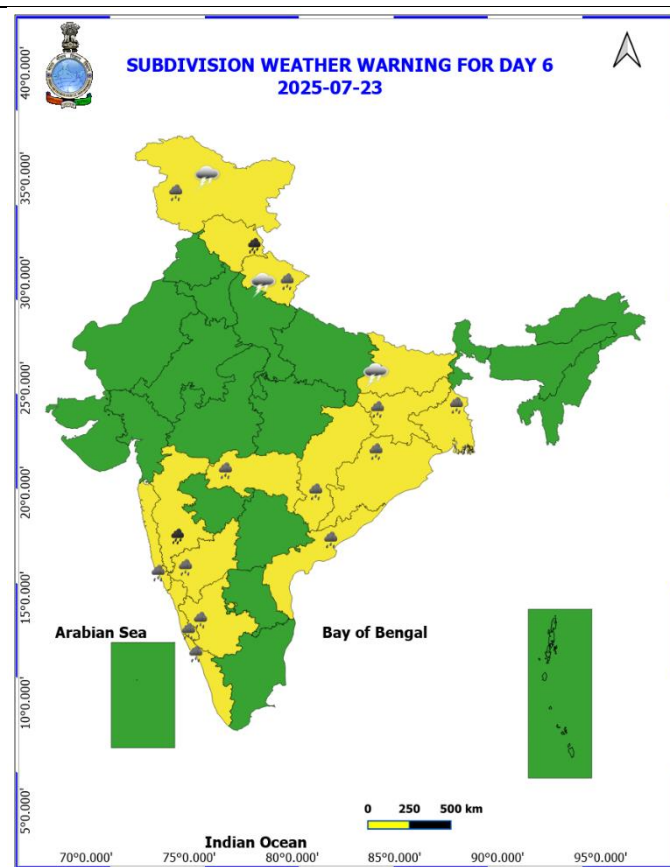 SUBDIVISION WEATHER WARNING FOR DAY 6
2025-07-23
40°0.000'
35°0.000'
30°0.000'
25°0.000'
20°0.000'
15°0.000'
10°0.000'
5°0.000'
Arabian Sea
Bay of Bengal
0 250 500 km
Indian Ocean
70°0.000' 75°0.000' 80°0.000' 85°0.000' 90°0.000' 95°0.000'